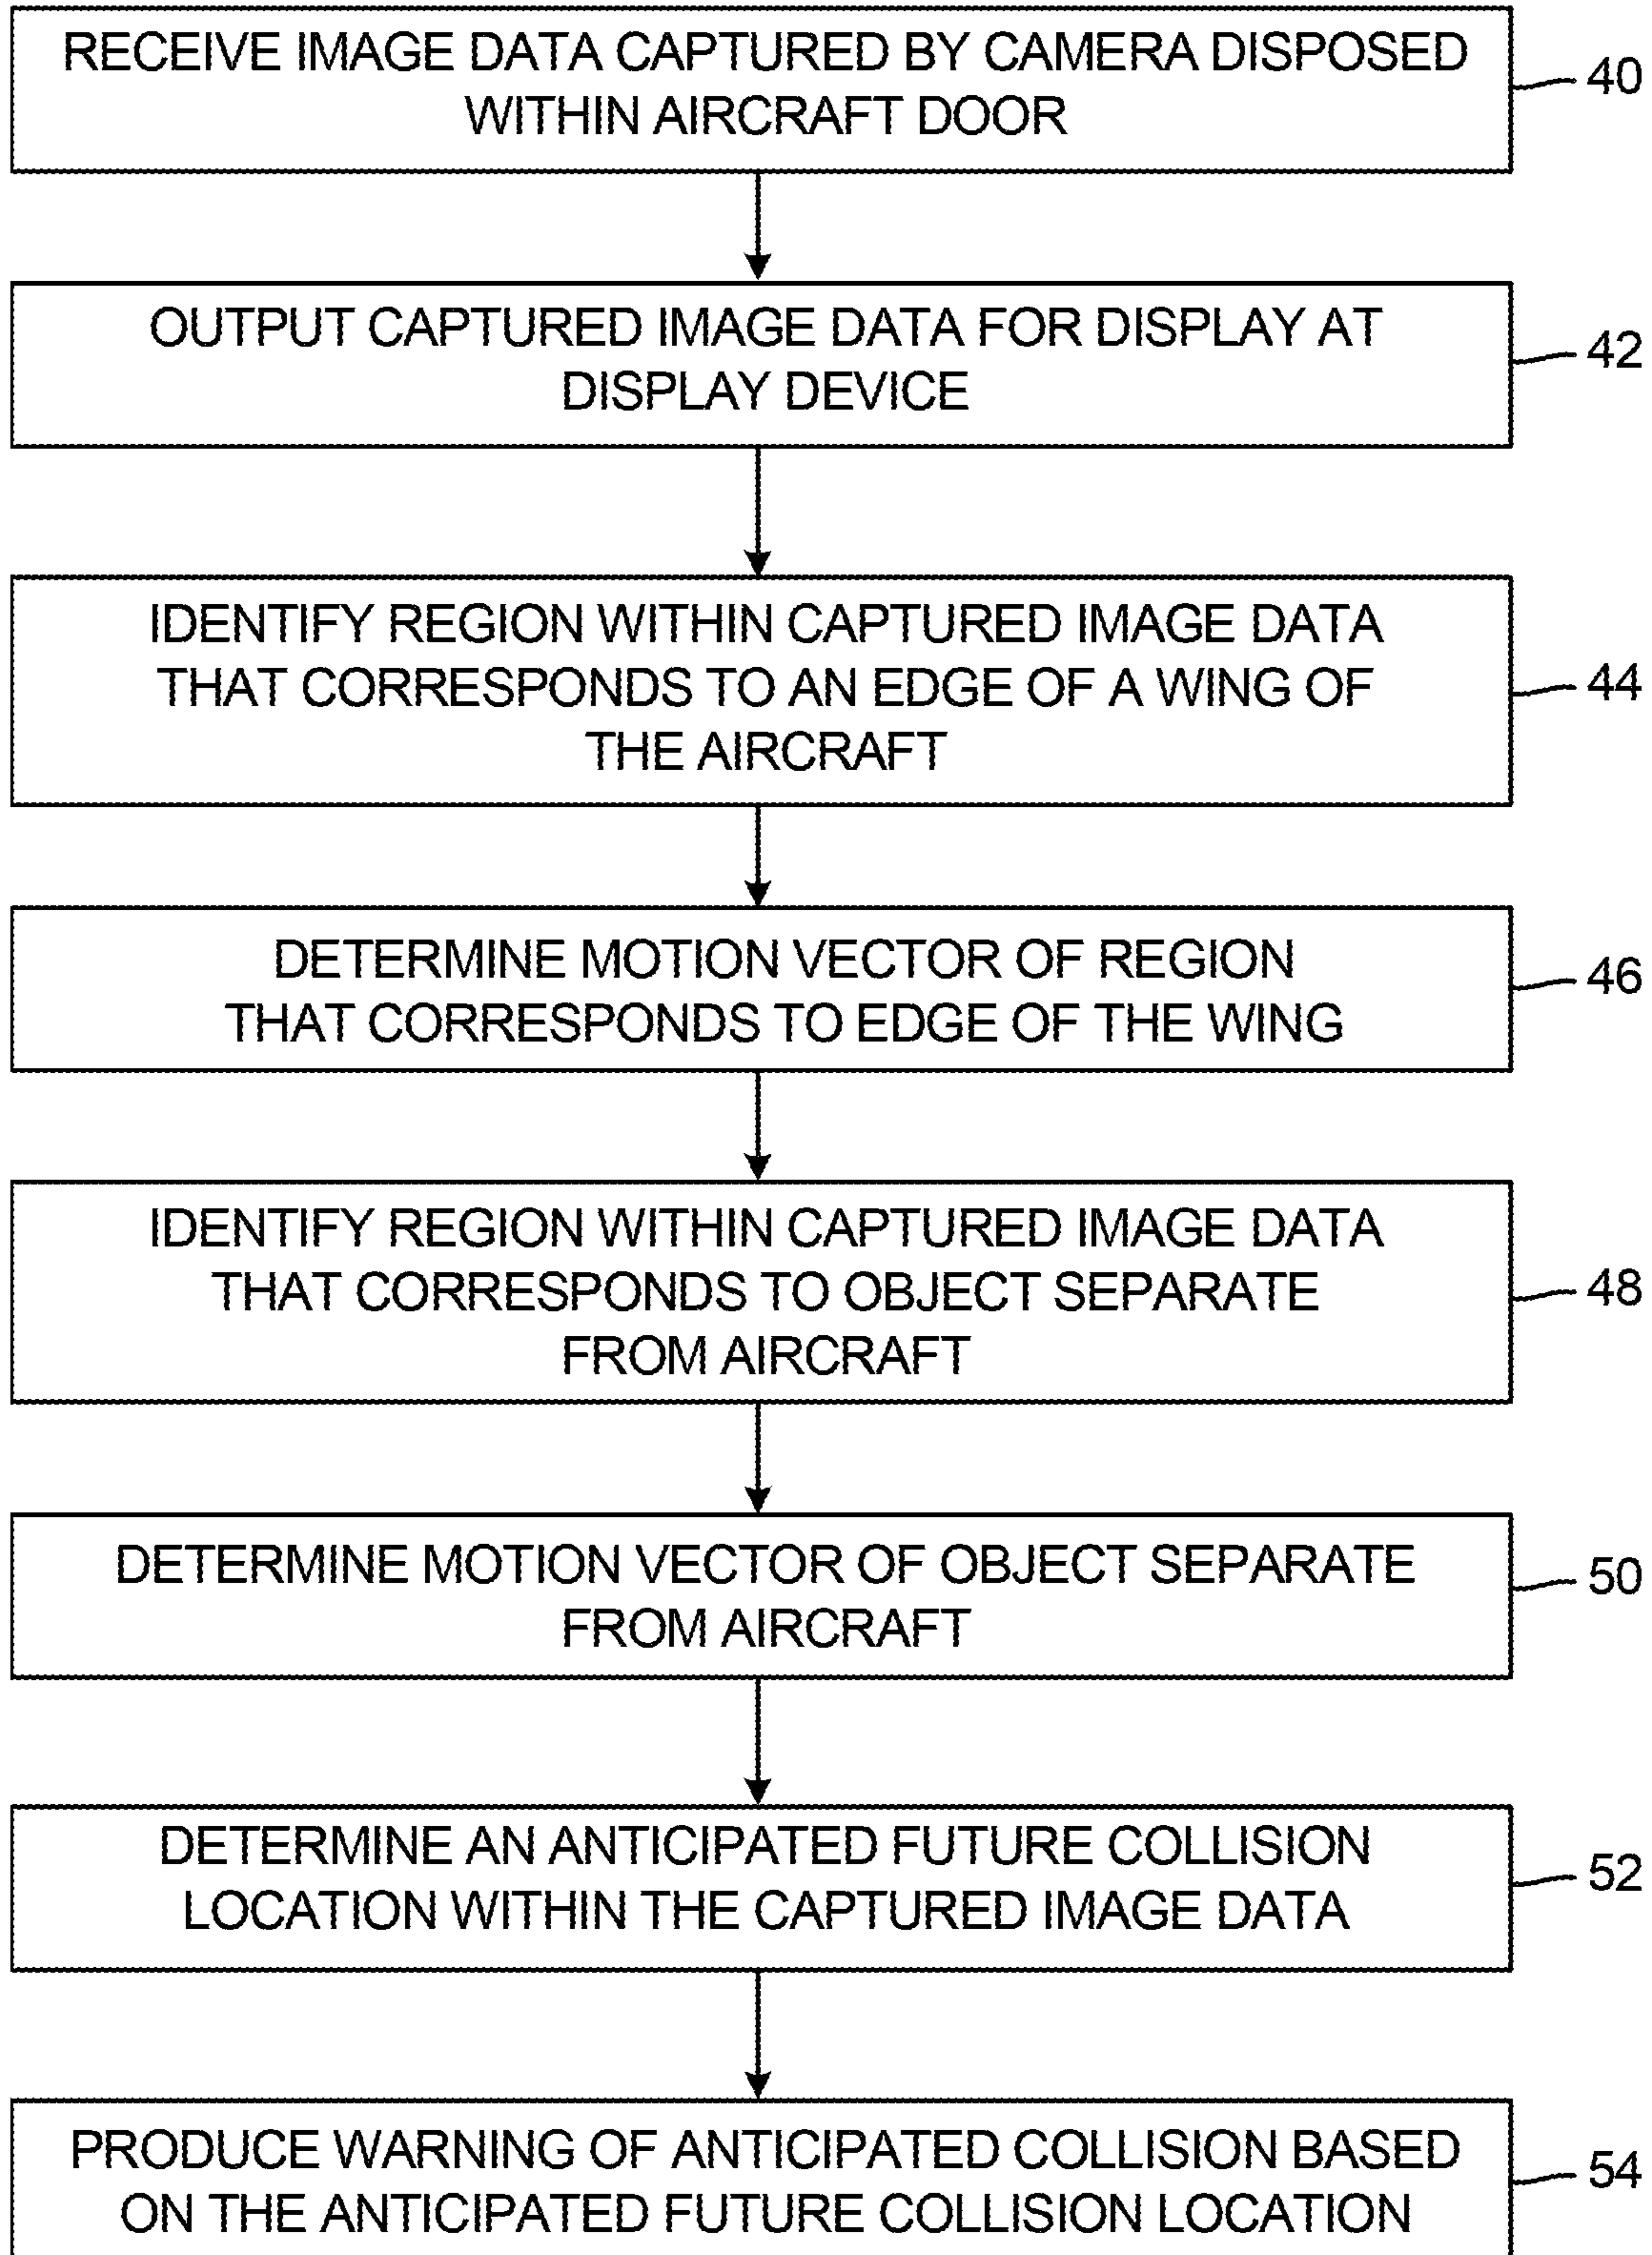 RECEIVE IMAGE DATA CAPTURED BY CAMERA DISPOSED
WITHIN AIRCRAFT DOOR
40
OUTPUT CAPTURED IMAGE DATA FOR DISPLAY AT
DISPLAY DEVICE
42
IDENTIFY REGION WITHIN CAPTURED IMAGE DATA
THAT CORRESPONDS TO AN EDGE OF A WING OF
THE AIRCRAFT
44
DETERMINE MOTION VECTOR OF REGION
THAT CORRESPONDS TO EDGE OF THE WING
46
IDENTIFY REGION WITHIN CAPTURED IMAGE DATA
THAT CORRESPONDS TO OBJECT SEPARATE
FROM AIRCRAFT
48
DETERMINE MOTION VECTOR OF OBJECT SEPARATE
FROM AIRCRAFT
50
DETERMINE AN ANTICIPATED FUTURE COLLISION
LOCATION WITHIN THE CAPTURED IMAGE DATA
52
PRODUCE WARNING OF ANTICIPATED COLLISION BASED
ON THE ANTICIPATED FUTURE COLLISION LOCATION
54